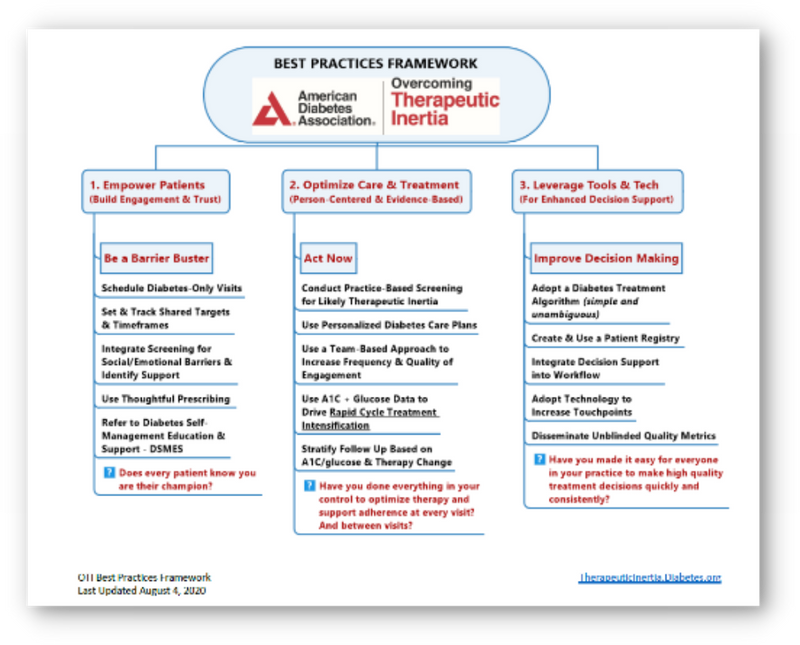 BEST PRACTICES FRAMEWORK
American
Diabetes
Association®
Overcoming
Therapeutic
Inertia
1. Empower Patients
(Build Engagement & Trust)
Be a Barrier Buster
Schedule Diabetes-Only Visits
Set & Track Shared Targets
& Timeframes
Integrate Screening for
Social/Emotional Barriers &
Identify Support
Use Thoughtful Prescribing
Refer to Diabetes Self-
Management Education &
Support - DSMES
? Does every patient know you
are their champion?
2. Optimize Care & Treatment
(Person-Centered & Evidence-Based)
Act Now
Conduct Practice-Based Screening
for Likely Therapeutic Inertia
Use Personalized Diabetes Care Plans
Use a Team-Based Approach to
Increase Frequency & Quality of
Engagement
Use A1C + Glucose Data to
Drive Rapid Cycle Treatment
Intensification
Stratify Follow Up Based on
A1C/glucose & Therapy Change
? Have you done everything in your
control to optimize therapy and
support adherence at every visit?
And between visits?
3. Leverage Tools & Tech
(For Enhanced Decision Support)
Improve Decision Making
Adopt a Diabetes Treatment
Algorithm (simple and
unambiguous)
Create & Use a Patient Registry
Integrate Decision Support
into Workflow
Adopt Technology to
Increase Touchpoints
Disseminate Unblinded Quality Metrics
? Have you made it easy for everyone
in your practice to make high quality
treatment decisions quickly and
consistently?
OTI Best Practices Framework
Last Updated August 4, 2020
TherapeuticInertia.Diabetes.org